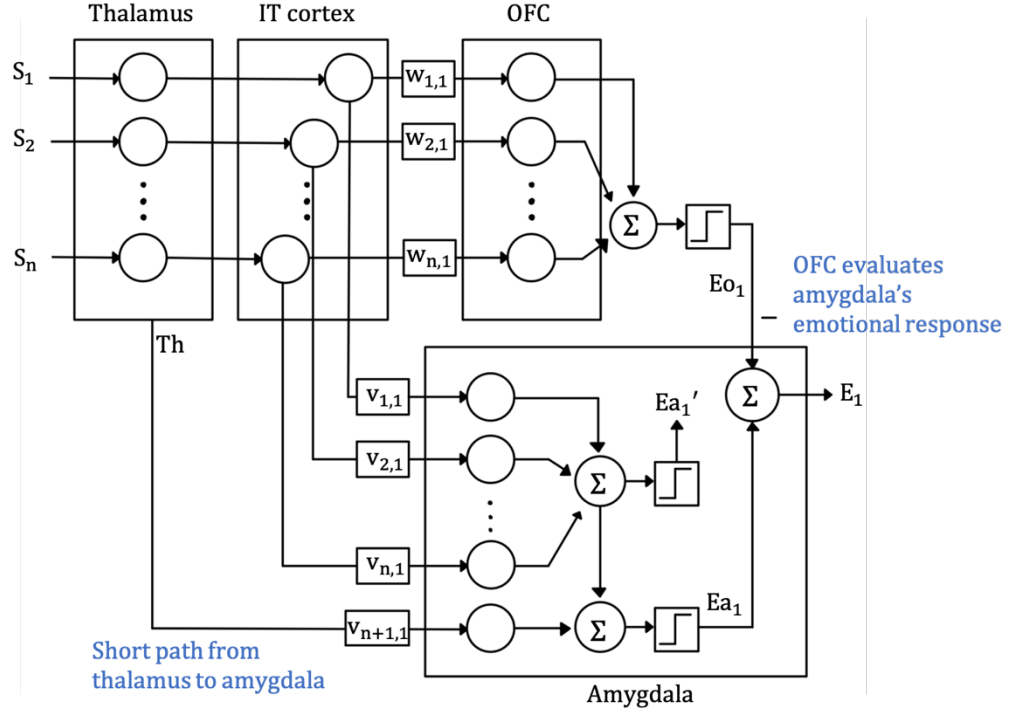 Thalamus
IT cortex
OFC
S1
w1,1
S2
w2,1
Sn
wn,1
Σ
Eo1
OFC evaluates
amygdala's
emotional response
−
Th
v1,1
Ea1′
Σ
E1
v2,1
Σ
vn,1
Ea1
vn+1,1
Σ
Short path from
thalamus to amygdala
Amygdala